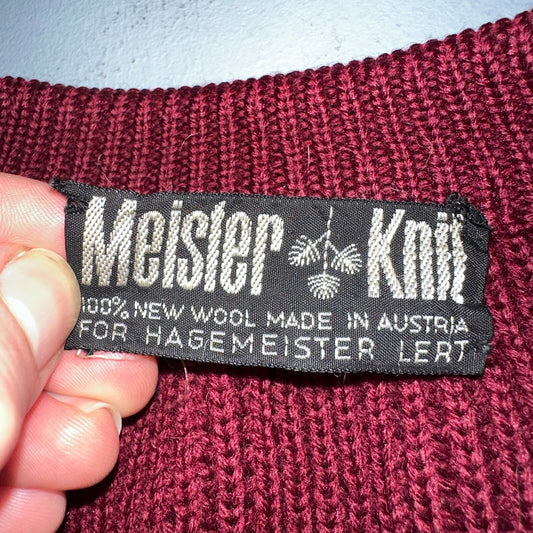 Meister Knit
100% NEW WOOL MADE IN AUSTRIA
FOR HAGEMEISTER LERT